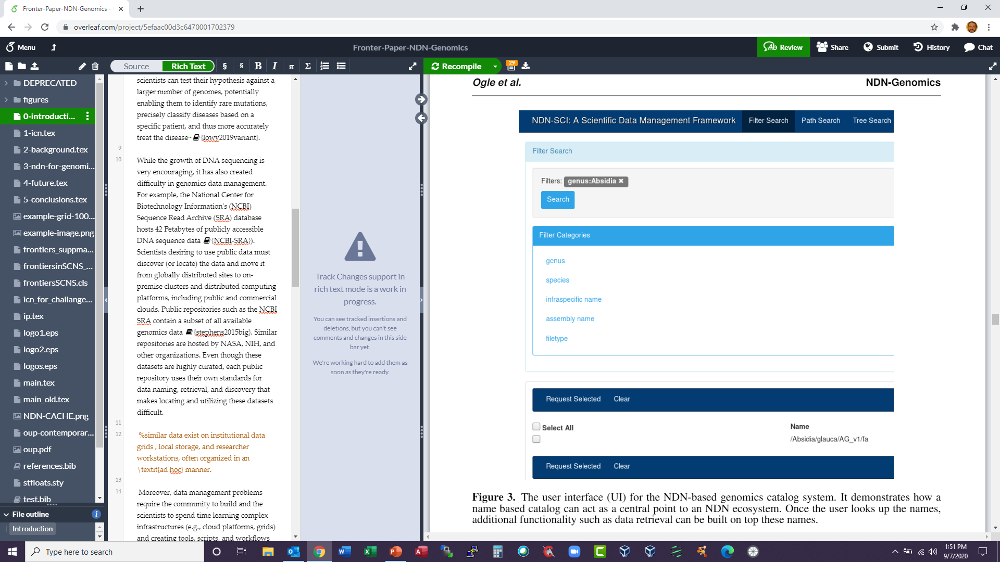 Fronter-Paper-NDN-Genomics -
overleaf.com/project/5efaac00d3c6470001702379
Menu
Fronter-Paper-NDN-Genomics
Review
Share
Submit
History
Chat
Source
Rich Text
Recompile
29
DEPRECATED
figures
0-introducti...
1-icn.tex
2-background.tex
3-ndn-for-genomi...
4-future.tex
5-conclusions.tex
example-grid-100...
example-image.png
frontiers_suppma...
frontiersinSCNS_...
frontiersSCNS.cls
icn_for_challange...
ip.tex
logo1.eps
logo2.eps
logos.eps
main.tex
main_old.tex
NDN-CACHE.png
oup-contemporar...
oup.pdf
references.bib
stfloats.sty
test.bib
File outline
Introduction
scientists can test their hypothesis against a
larger number of genomes, potentially
enabling them to identify rare mutations,
precisely classify diseases based on a
specific patient, and thus more accurately
treat the disease~ {lowy2019variant}.
9
10 While the growth of DNA sequencing is
very encouraging, it has also created
difficulty in genomics data management.
For example, the National Center for
Biotechnology Information's (NCBI)
Sequence Read Archive (SRA) database
hosts 42 Petabytes of publicly accessible
DNA sequence data {NCBI-SRA}).
Scientists desiring to use public data must
discover (or locate) the data and move it
from globally distributed sites to on-
premise clusters and distributed computing
platforms, including public and commercial
clouds. Public repositories such as the NCBI
SRA contain a subset of all available
genomics data {stephens2015big}. Similar
repositories are hosted by NASA, NIH, and
other organizations. Even though these
datasets are highly curated, each public
repository uses their own standards for
data naming, retrieval, and discovery that
makes locating and utilizing these datasets
difficult.
11
12 %similar data exist on institutional data
grids , local storage, and researcher
workstations, often organized in an
\textit{ad hoc} manner.
13
14 Moreover, data management problems
require the community to build and the
scientists to spend time learning complex
infrastructures (e.g., cloud platforms, grids)
and creating tools, scripts, and workflows
Track Changes support in
rich text mode is a work in
progress.
You can see tracked insertions and
deletions, but you can't see
comments and changes in this side
bar yet.
We're working hard to add them as
soon as they're ready.
Ogle et al.
NDN-Genomics
NDN-SCI: A Scientific Data Management Framework
Filter Search
Path Search
Tree Search
Filter Search
Filters: genus:Absidia ✖
Search
Filter Categories
genus
species
infraspecific name
assembly name
filetype
Request Selected
Clear
Select All
Name
/Absidia/glauca/AG_v1/fa
Request Selected
Clear
Figure 3. The user interface (UI) for the NDN-based genomics catalog system. It demonstrates how a
name based catalog can act as a central point to an NDN ecosystem. Once the user looks up the names,
additional functionality such as data retrieval can be built on top these names.
Type here to search
1:51 PM
9/7/2020